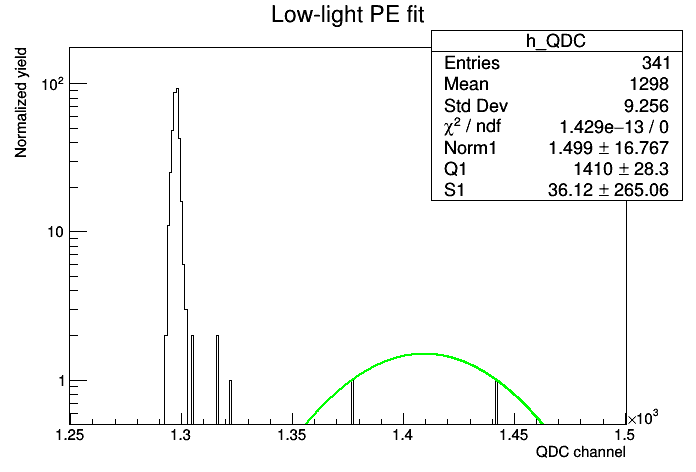 Low-light PE fit
h_QDC
Entries 341
Mean 1298
Std Dev 9.256
χ² / ndf 1.429e−13 / 0
Norm1 1.499 ± 16.767
Q1 1410 ± 28.3
S1 36.12 ± 265.06
Normalized yield
10²
10
1
1.25 1.3 1.35 1.4 1.45 1.5
×10³
QDC channel